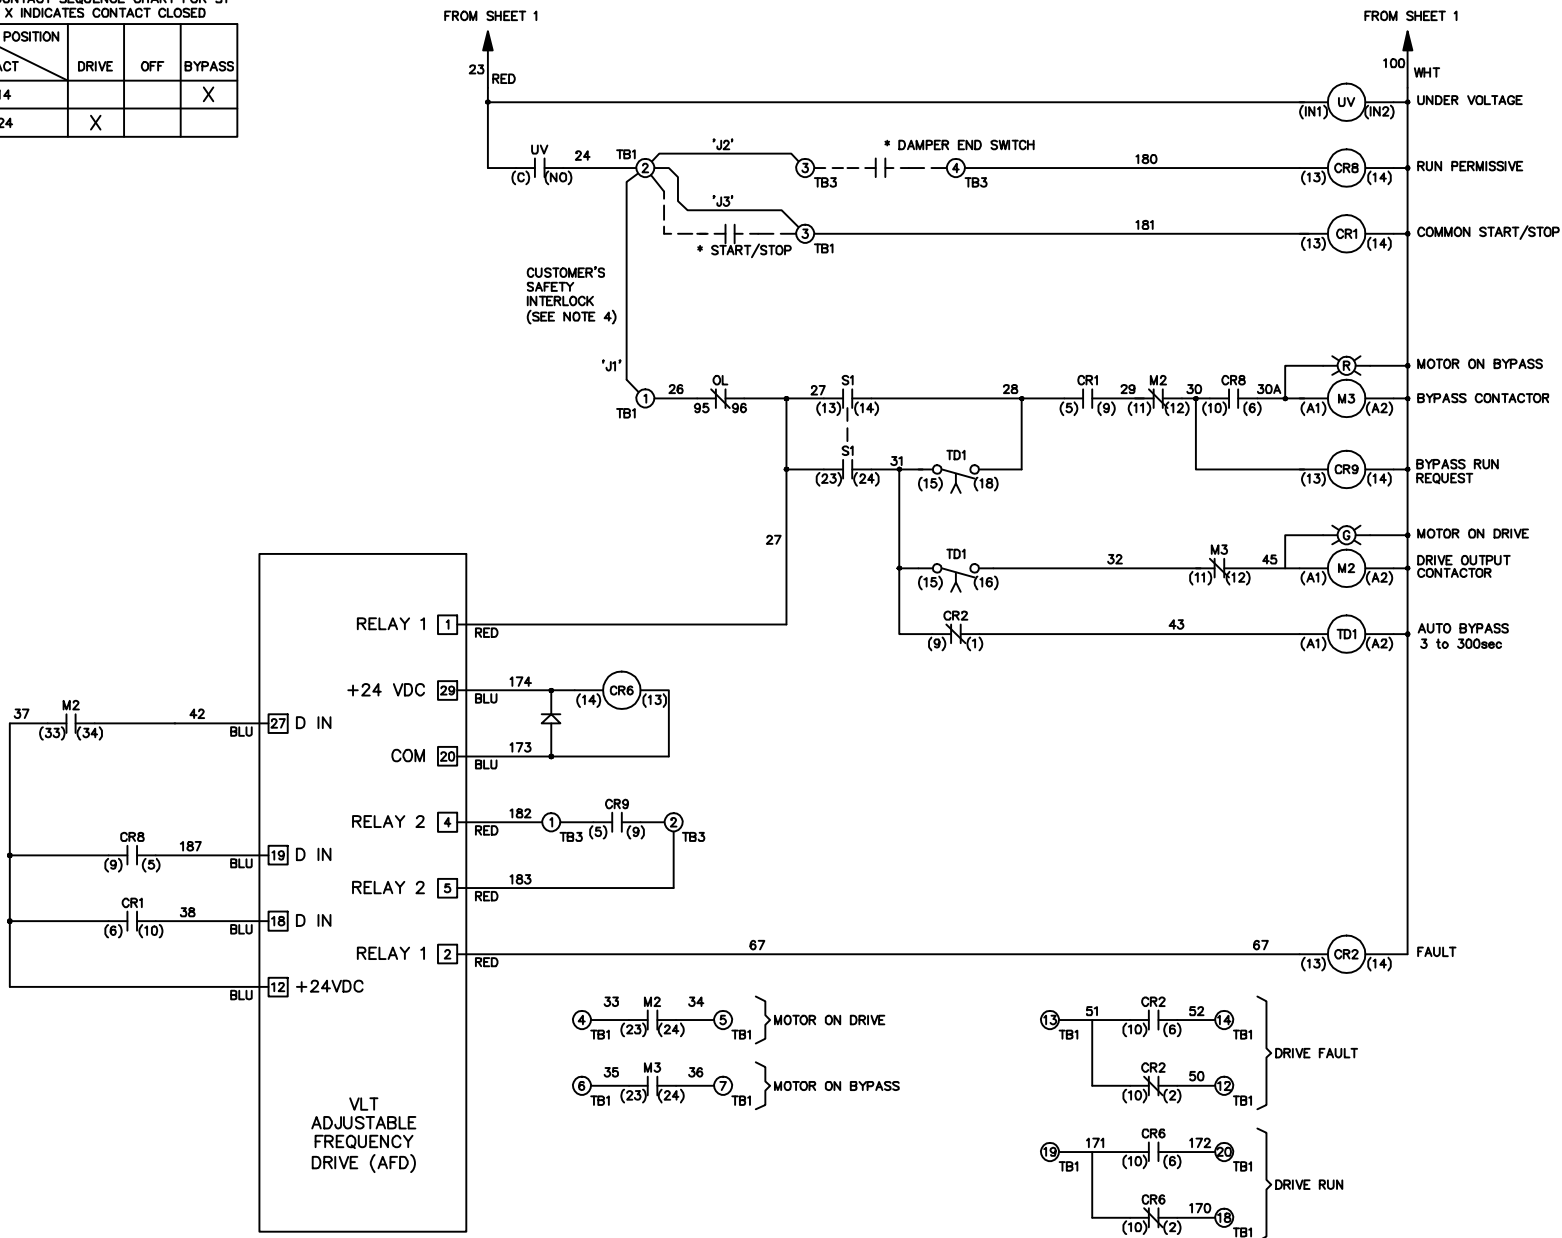 X INDICATES CONTACT CLOSED
POSITION
DRIVE OFF BYPASS
X
24 X
FROM SHEET 1
FROM SHEET 1
23 RED
100 WHT
(IN1) UV (IN2) UNDER VOLTAGE
UV
(C) (NO)
24
TB1
2
'J2'
3
TB3
* DAMPER END SWITCH
4
TB3
180
(13) CR8 (14) RUN PERMISSIVE
'J3'
* START/STOP
3
TB1
181
(13) CR1 (14) COMMON START/STOP
CUSTOMER'S
SAFETY
INTERLOCK
(SEE NOTE 4)
'J1'
1
TB1
26
OL
95 96
27
S1
(13) (14)
28
CR1
(5) (9)
29
M2
(11) (12)
30
CR8
(10) (6)
30A
R MOTOR ON BYPASS
(A1) M3 (A2) BYPASS CONTACTOR
S1
(23) (24)
31
TD1
(15) (18)
(13) CR9 (14) BYPASS RUN
REQUEST
27
TD1
(15) (16)
32
M3
(11) (12)
45
G MOTOR ON DRIVE
(A1) M2 (A2) DRIVE OUTPUT
CONTACTOR
CR2
(9) (1)
43
(A1) TD1 (A2) AUTO BYPASS
3 to 300sec
RELAY 1 1 RED
+24 VDC 29 BLU 174
(14) CR6 (13)
COM 20 BLU 173
37
M2
(33) (34)
42
BLU
27 D IN
RELAY 2 4 RED 182
1
TB3
CR9
(5) (9)
2
TB3
CR8
(9) (5)
187
BLU
19 D IN
RELAY 2 5 RED 183
CR1
(6) (10)
38
BLU
18 D IN
RELAY 1 2 RED
67
67
(13) CR2 (14) FAULT
BLU
12 +24VDC
VLT
ADJUSTABLE
FREQUENCY
DRIVE (AFD)
4
TB1
33
M2
(23) (24)
34
5
TB1
MOTOR ON DRIVE
6
TB1
35
M3
(23) (24)
36
7
TB1
MOTOR ON BYPASS
13
TB1
51
CR2
(10) (6)
52
14
TB1
CR2
(10) (2)
50
12
TB1
DRIVE FAULT
19
TB1
171
CR6
(10) (6)
172
20
TB1
CR6
(10) (2)
170
18
TB1
DRIVE RUN